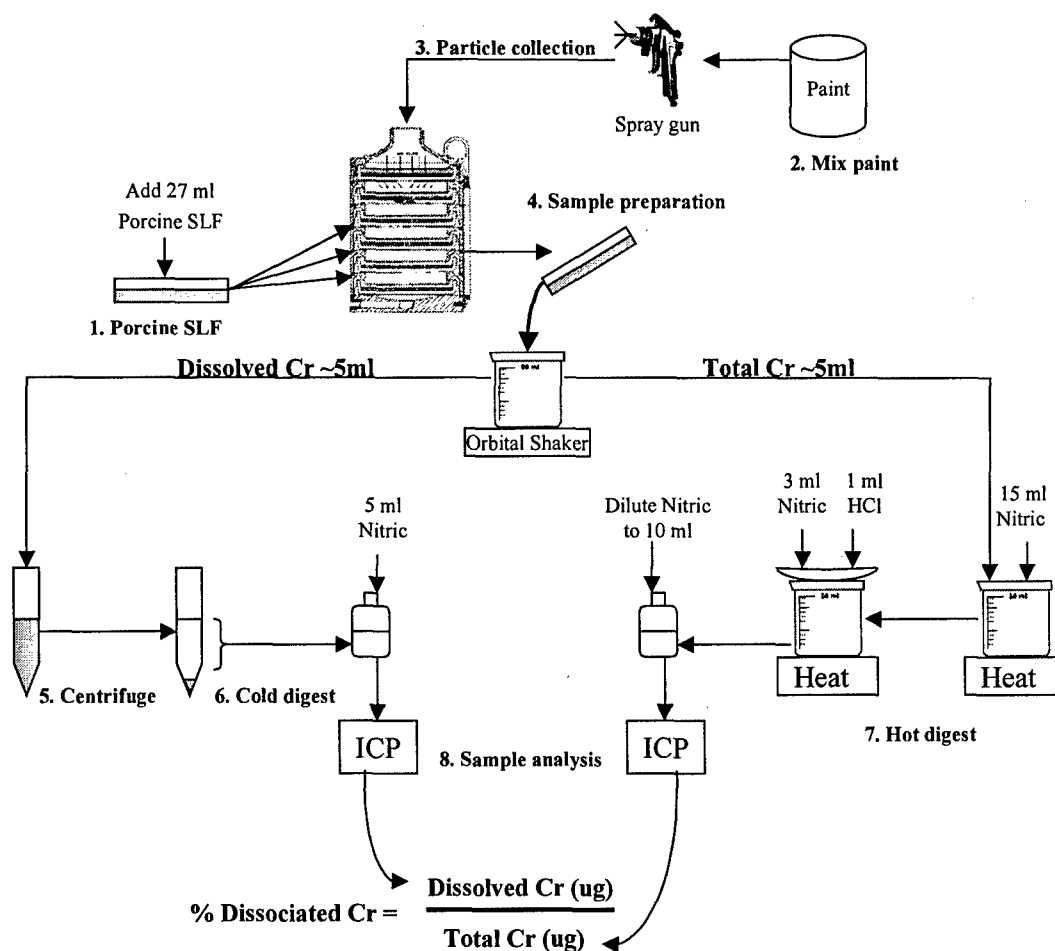 3. Particle collection
Paint
Spray gun
2. Mix paint
Add 27 ml
Porcine SLF
4. Sample preparation
1. Porcine SLF
Dissolved Cr ~5ml
Total Cr ~5ml
Orbital Shaker
5 ml
Nitric
Dilute Nitric
to 10 ml
3 ml
Nitric
1 ml
HCl
15 ml
Nitric
5. Centrifuge
6. Cold digest
Heat
Heat
7. Hot digest
ICP
8. Sample analysis
ICP
% Dissociated Cr =
Dissolved Cr (ug)
Total Cr (ug)